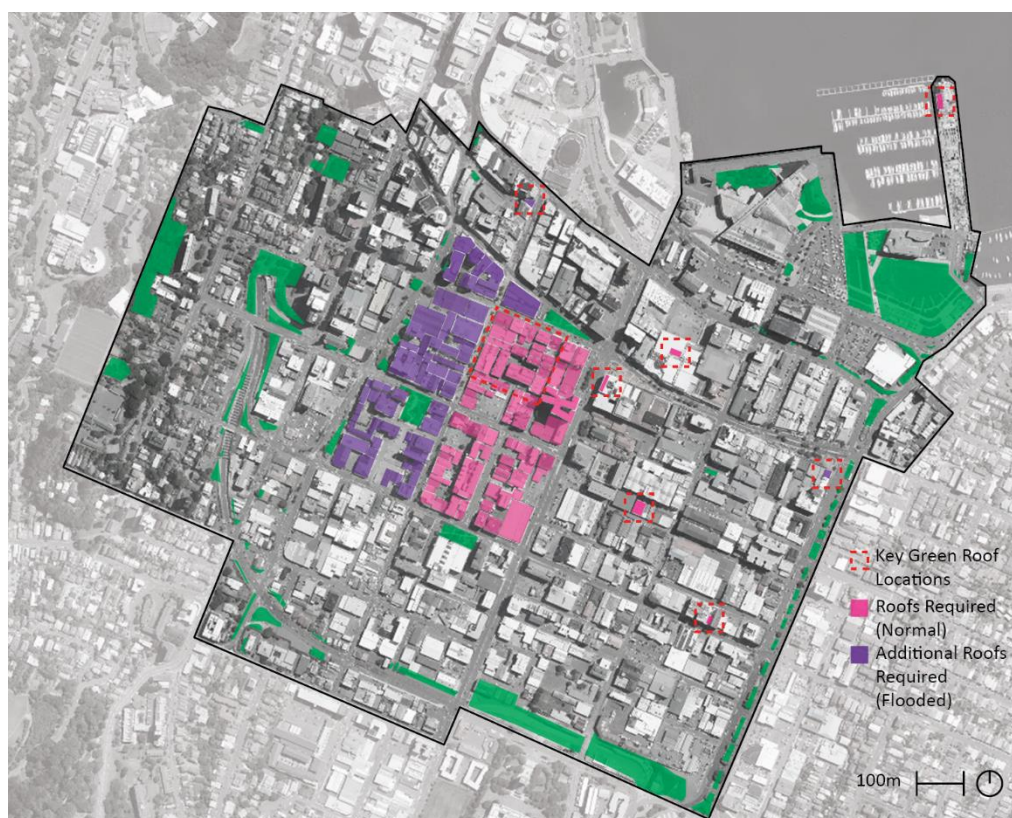 Key Green Roof
Locations
Roofs Required
(Normal)
Additional Roofs
Required
(Flooded)
100m